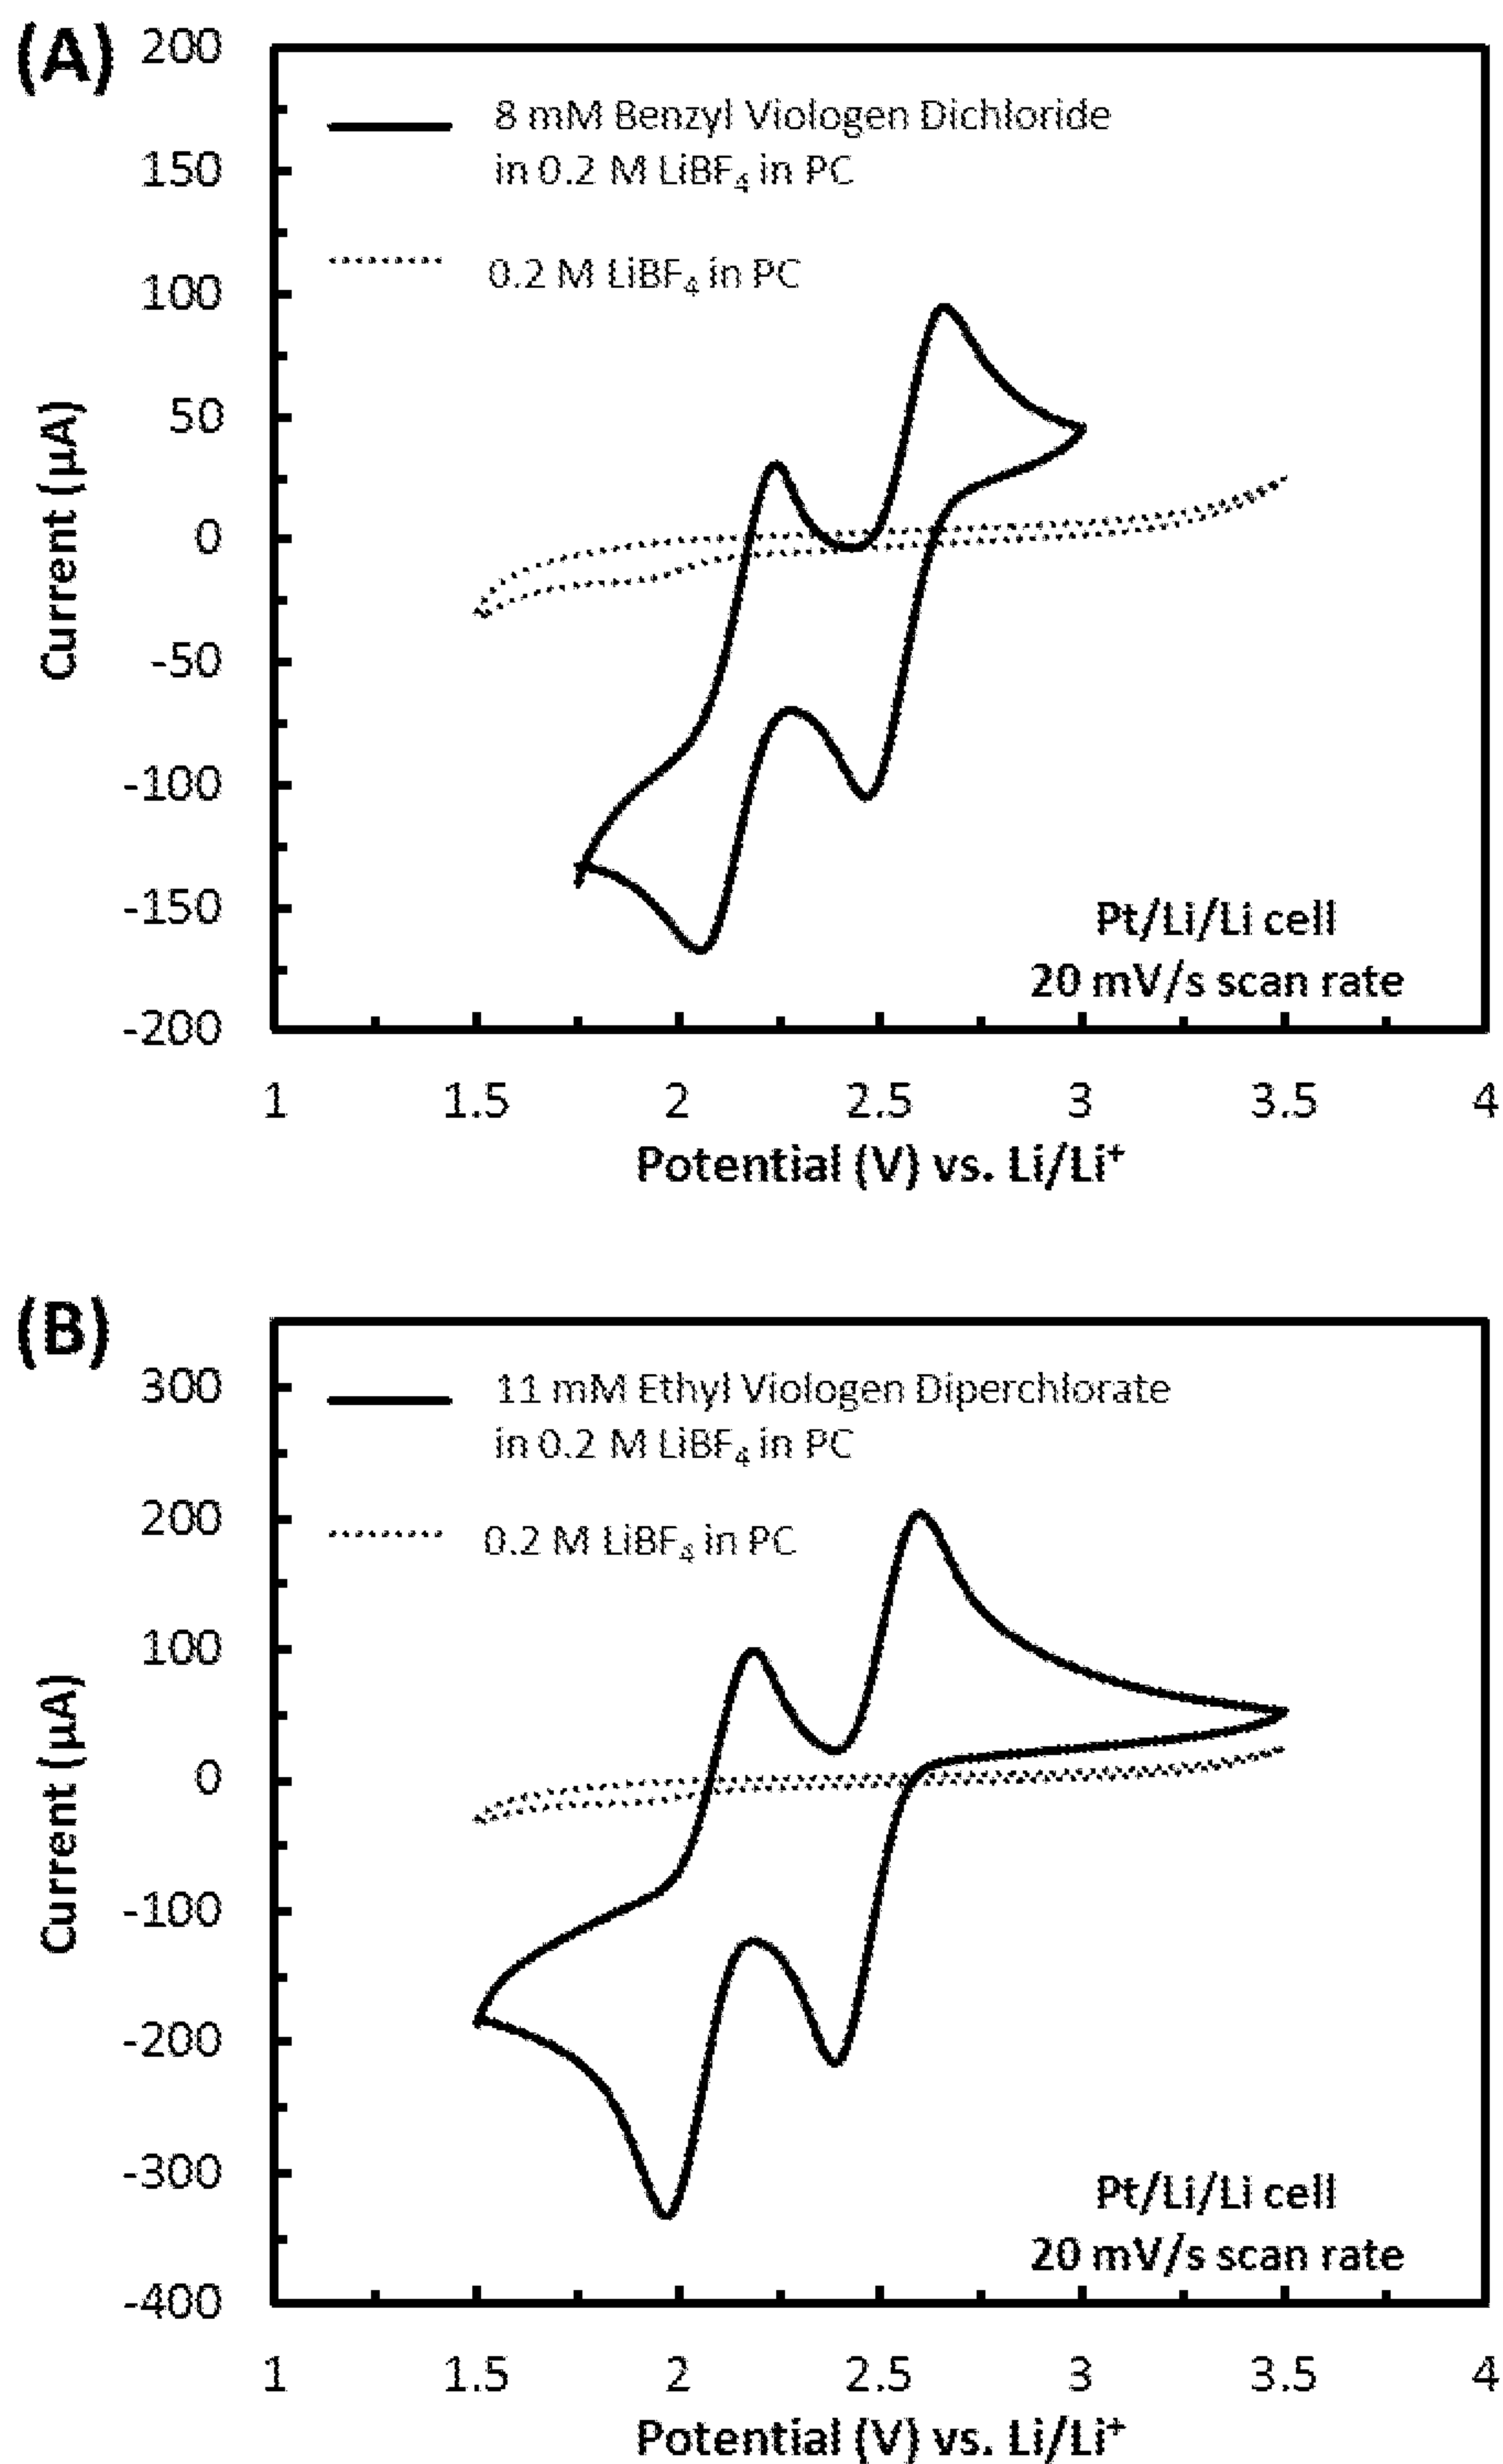 (A)
200
150
100
50
0
-50
-100
-150
-200
Current (µA)
8 mM Benzyl Viologen Dichloride
in 0.2 M LiBF₄ in PC
0.2 M LiBF₄ in PC
Pt/Li/Li cell
20 mV/s scan rate
1 1.5 2 2.5 3 3.5 4
Potential (V) vs. Li/Li⁺
(B)
300
200
100
0
-100
-200
-300
-400
Current (µA)
11 mM Ethyl Viologen Diperchlorate
in 0.2 M LiBF₄ in PC
0.2 M LiBF₄ in PC
Pt/Li/Li cell
20 mV/s scan rate
1 1.5 2 2.5 3 3.5 4
Potential (V) vs. Li/Li⁺